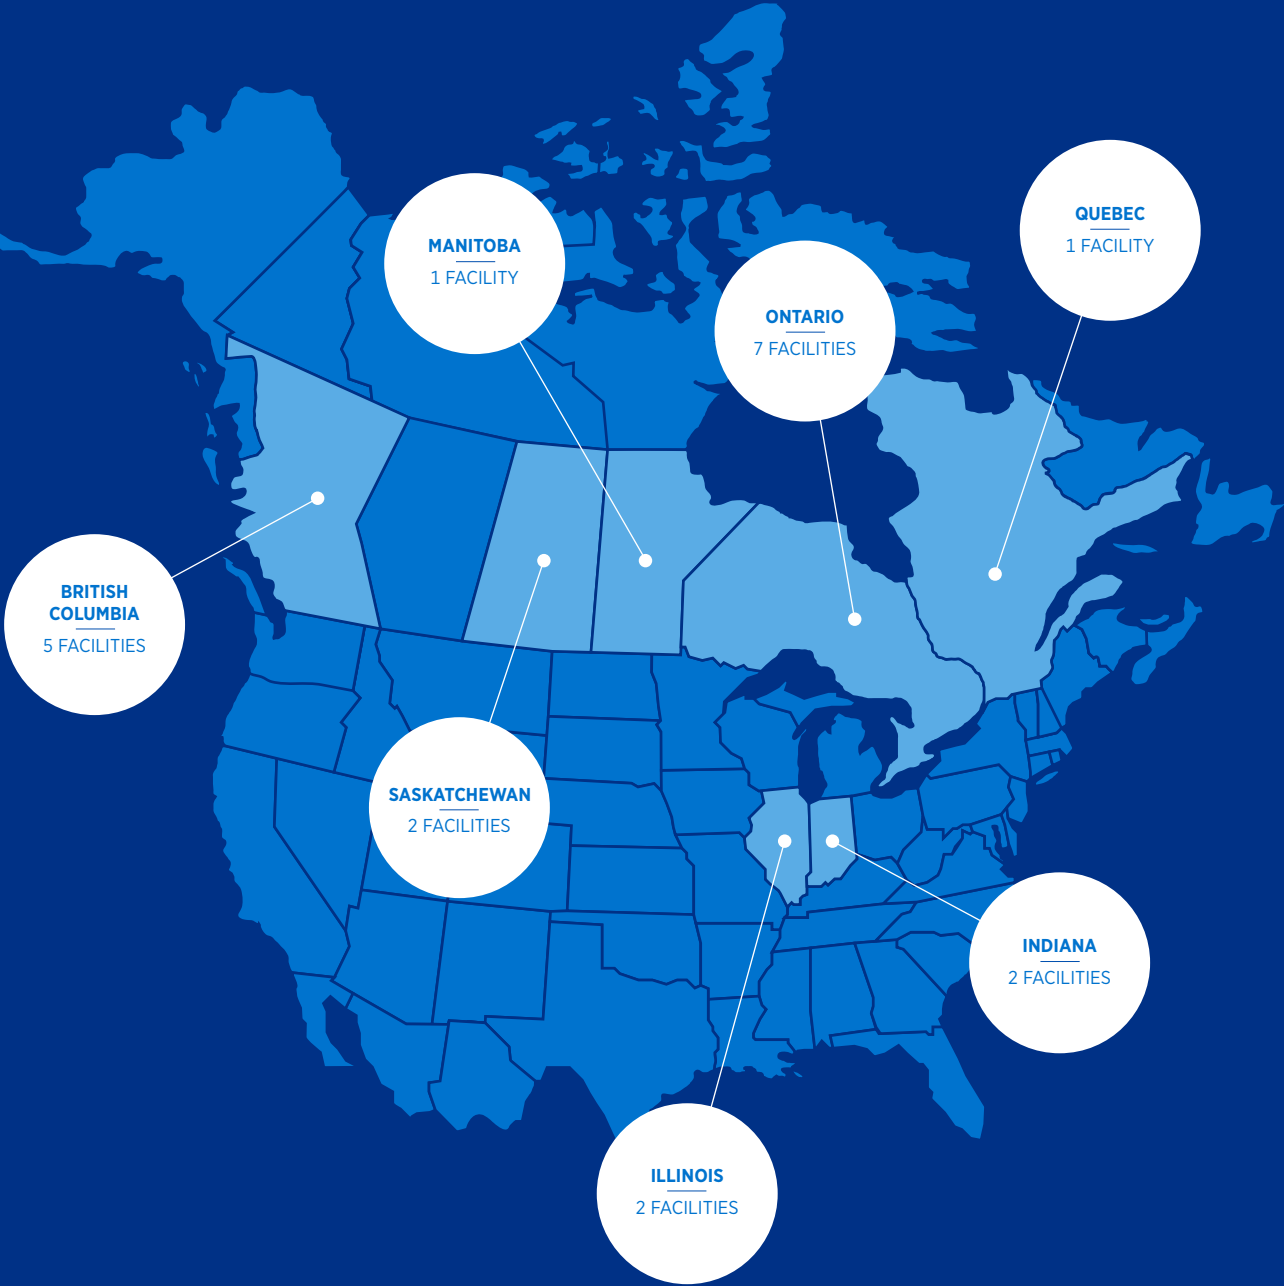 MANITOBA
1 FACILITY
QUEBEC
1 FACILITY
ONTARIO
7 FACILITIES
BRITISH
COLUMBIA
5 FACILITIES
SASKATCHEWAN
2 FACILITIES
INDIANA
2 FACILITIES
ILLINOIS
2 FACILITIES